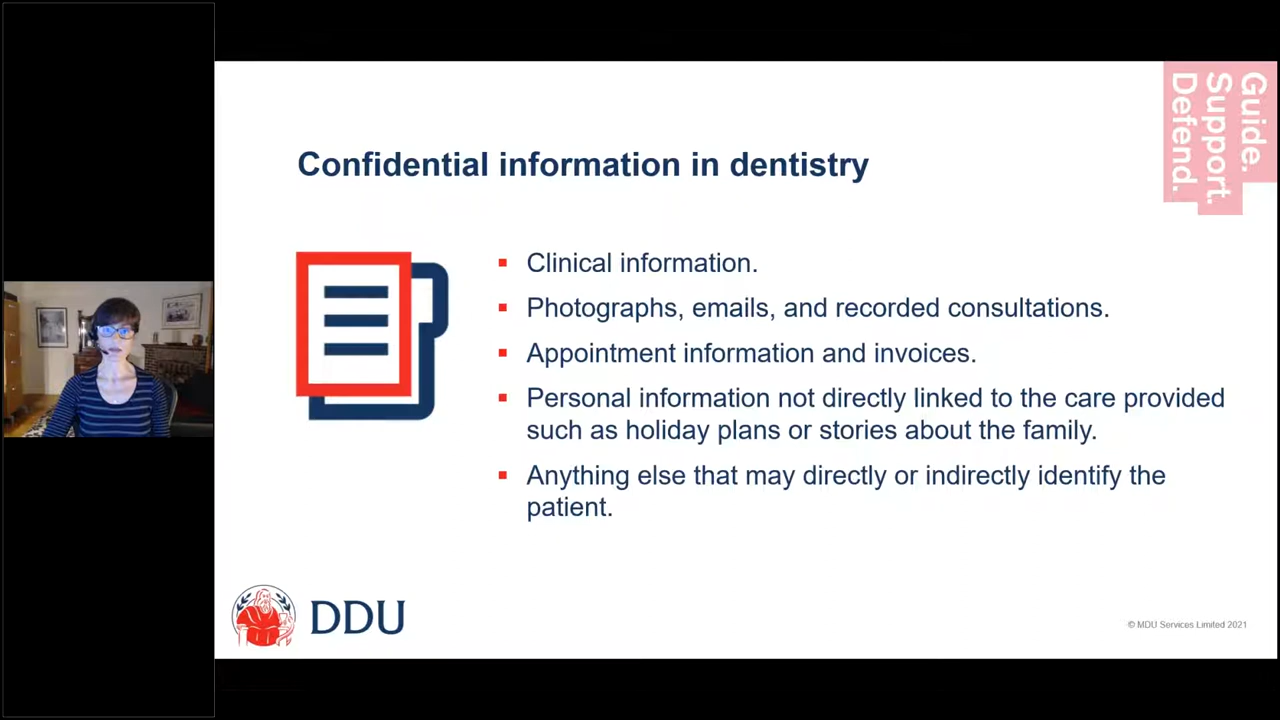 Guide.
Support.
Defend.
Confidential information in dentistry
▪ Clinical information.
▪ Photographs, emails, and recorded consultations.
▪ Appointment information and invoices.
▪ Personal information not directly linked to the care provided
such as holiday plans or stories about the family.
▪ Anything else that may directly or indirectly identify the
patient.
DDU
© MDU Services Limited 2021